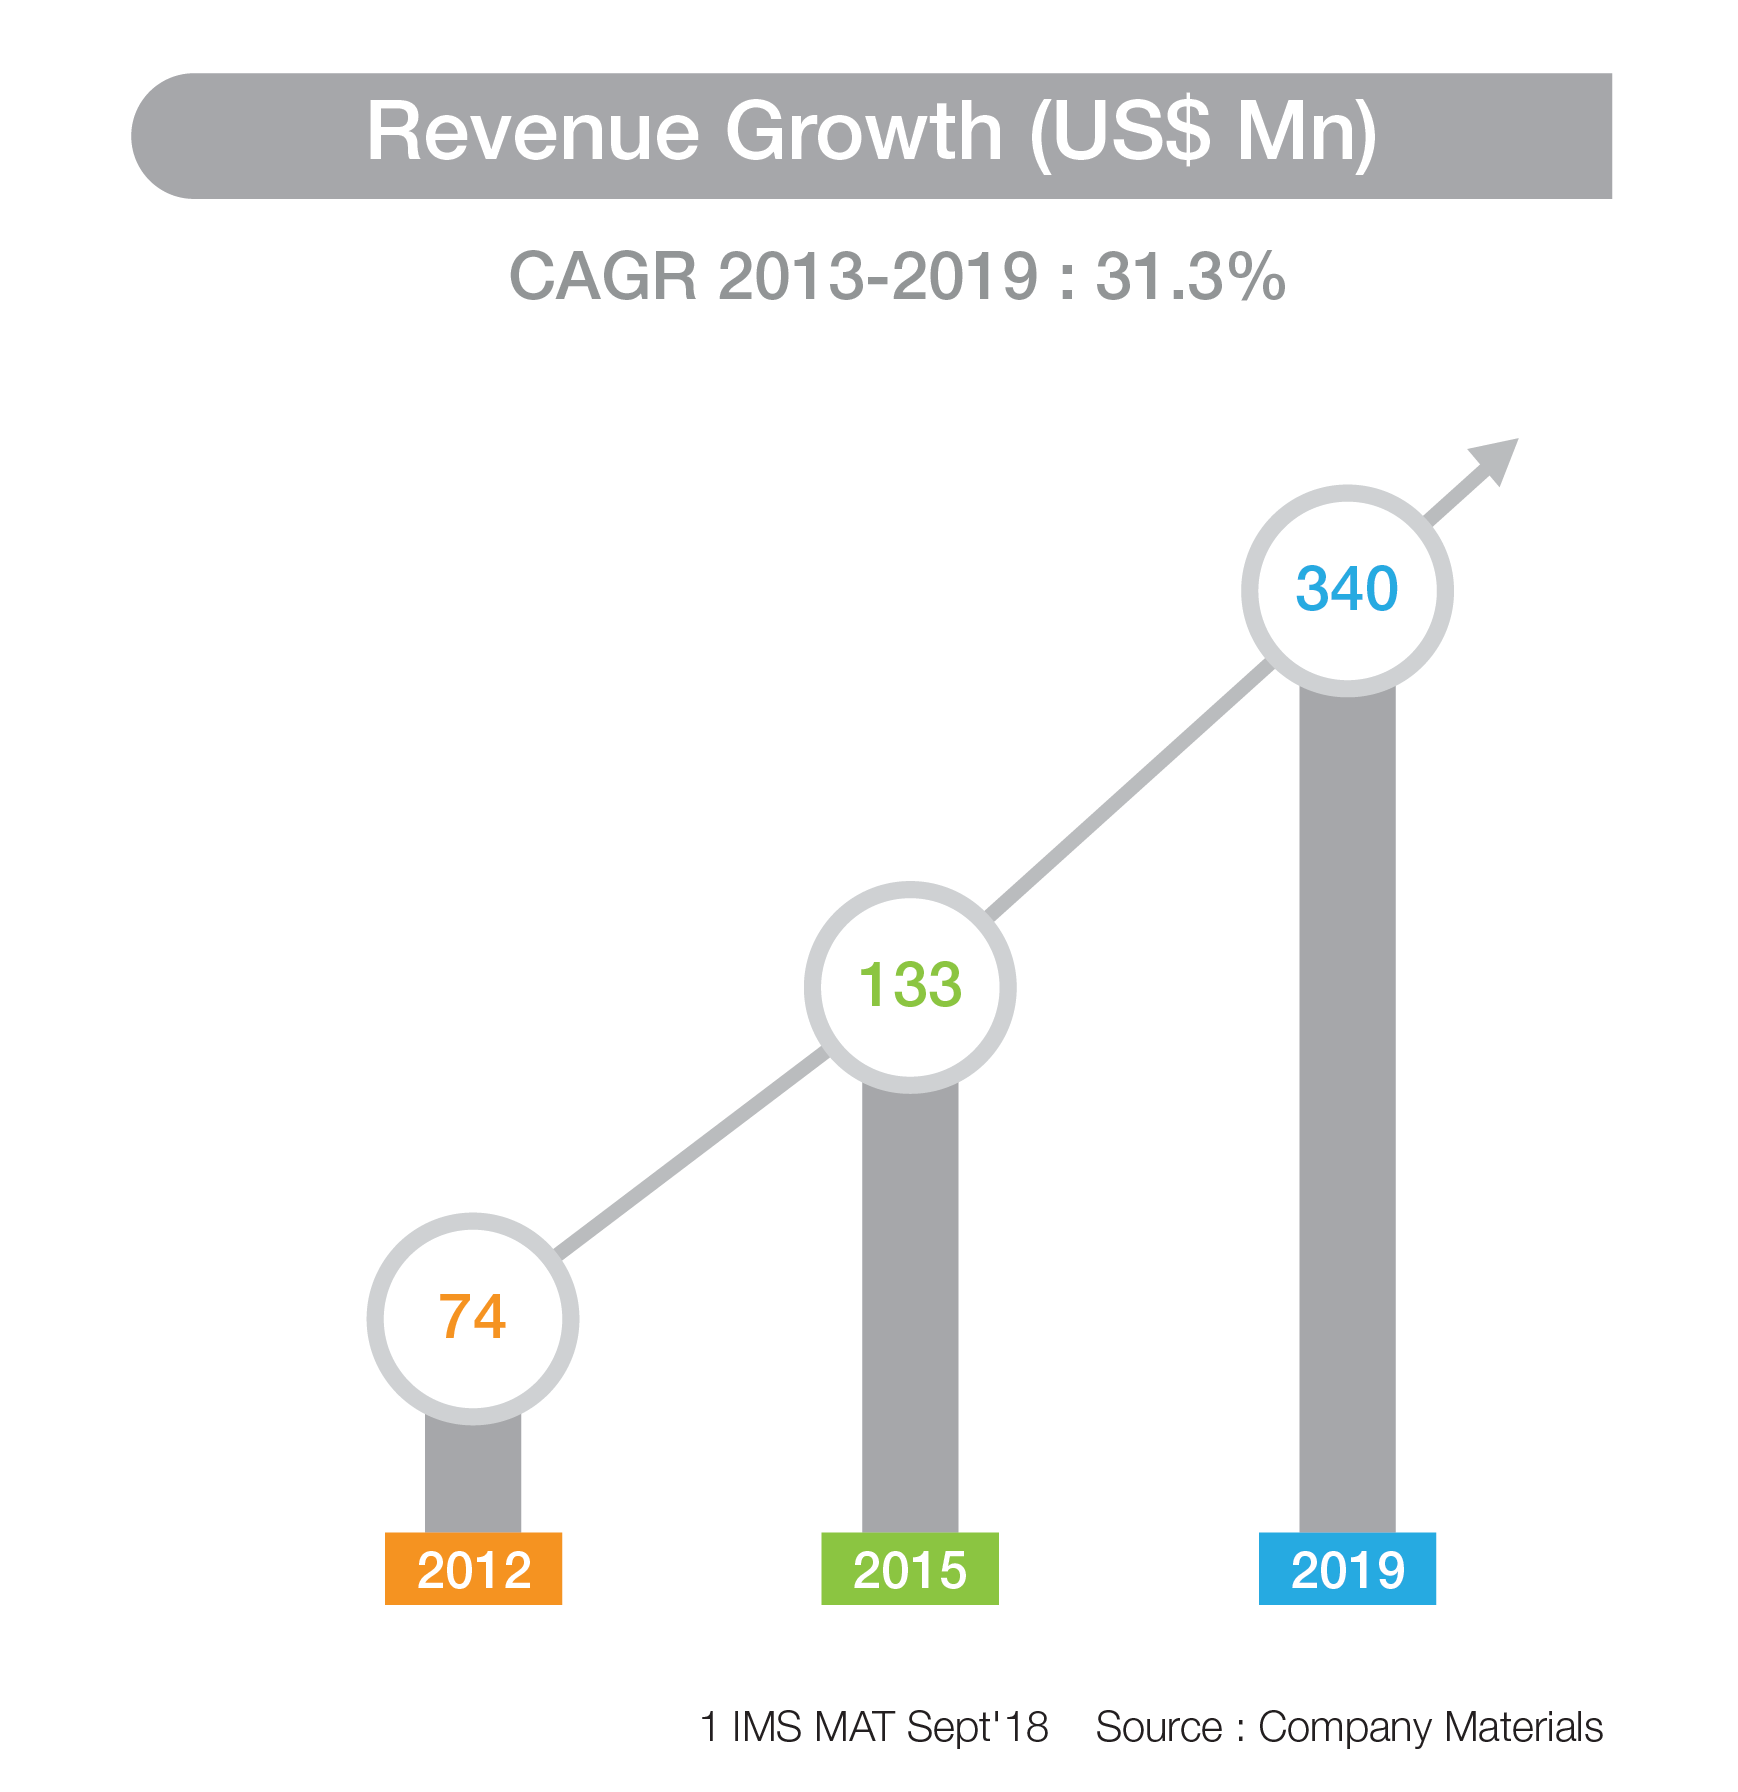 Revenue Growth (US$ Mn)
CAGR 2013-2019 : 31.3%
340
133
74
2012 2015 2019
1 IMS MAT Sept'18 Source : Company Materials